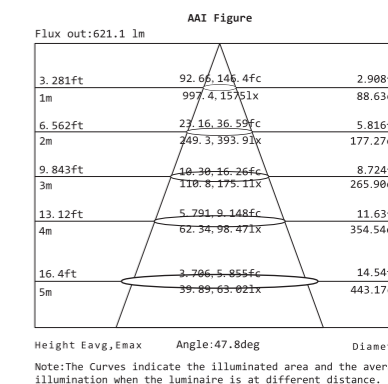 AAI Figure
Flux out:621.1 lm
3.281ft 92.66,146.4fc 2.908
1m 997.4,1575lx 88.63
6.562ft 23.16,36.59fc 5.816
2m 249.3,393.9lx 177.27
9.843ft 10.30,16.26fc 8.724
3m 110.8,175.1lx 265.90
13.12ft 5.791,9.148fc 11.63
4m 62.34,98.47lx 354.54
16.4ft 3.706,5.855fc 14.54
5m 39.89,63.02lx 443.17
Height Eavg,Emax Angle:47.8deg Diame
Note:The Curves indicate the illuminated area and the aver
illumination when the luminaire is at different distance.